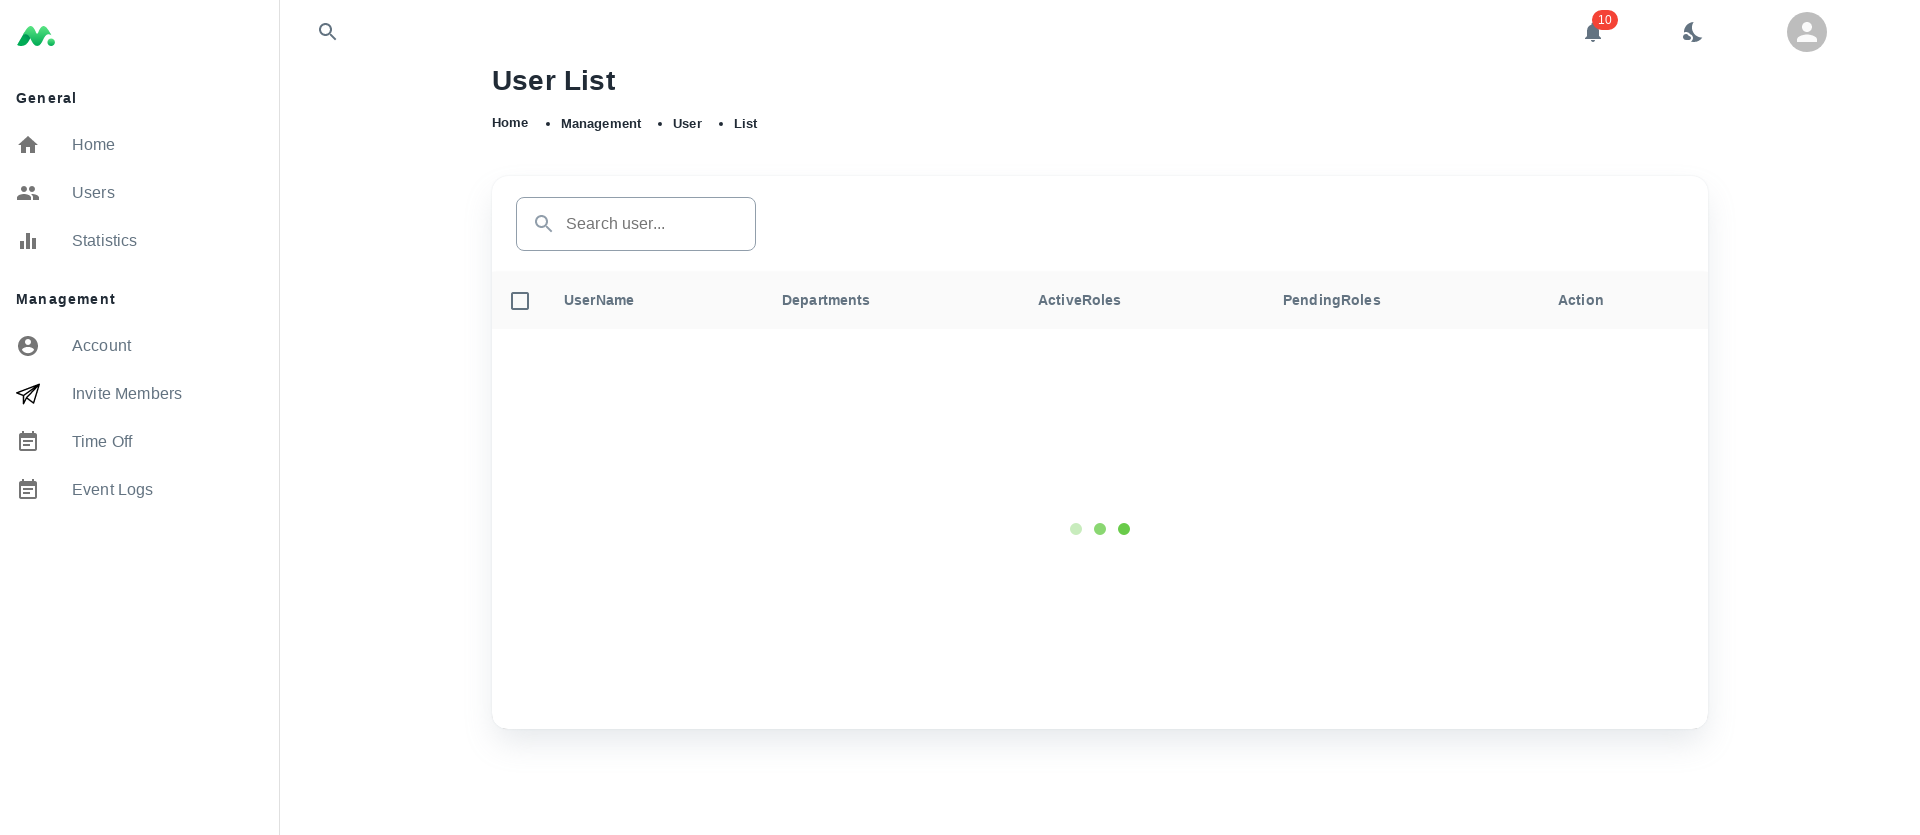 10
User List
Home • Management • User • List
General
Home
Users
Statistics
Management
Account
Invite Members
Time Off
Event Logs
Search user...
UserName Departments ActiveRoles PendingRoles Action